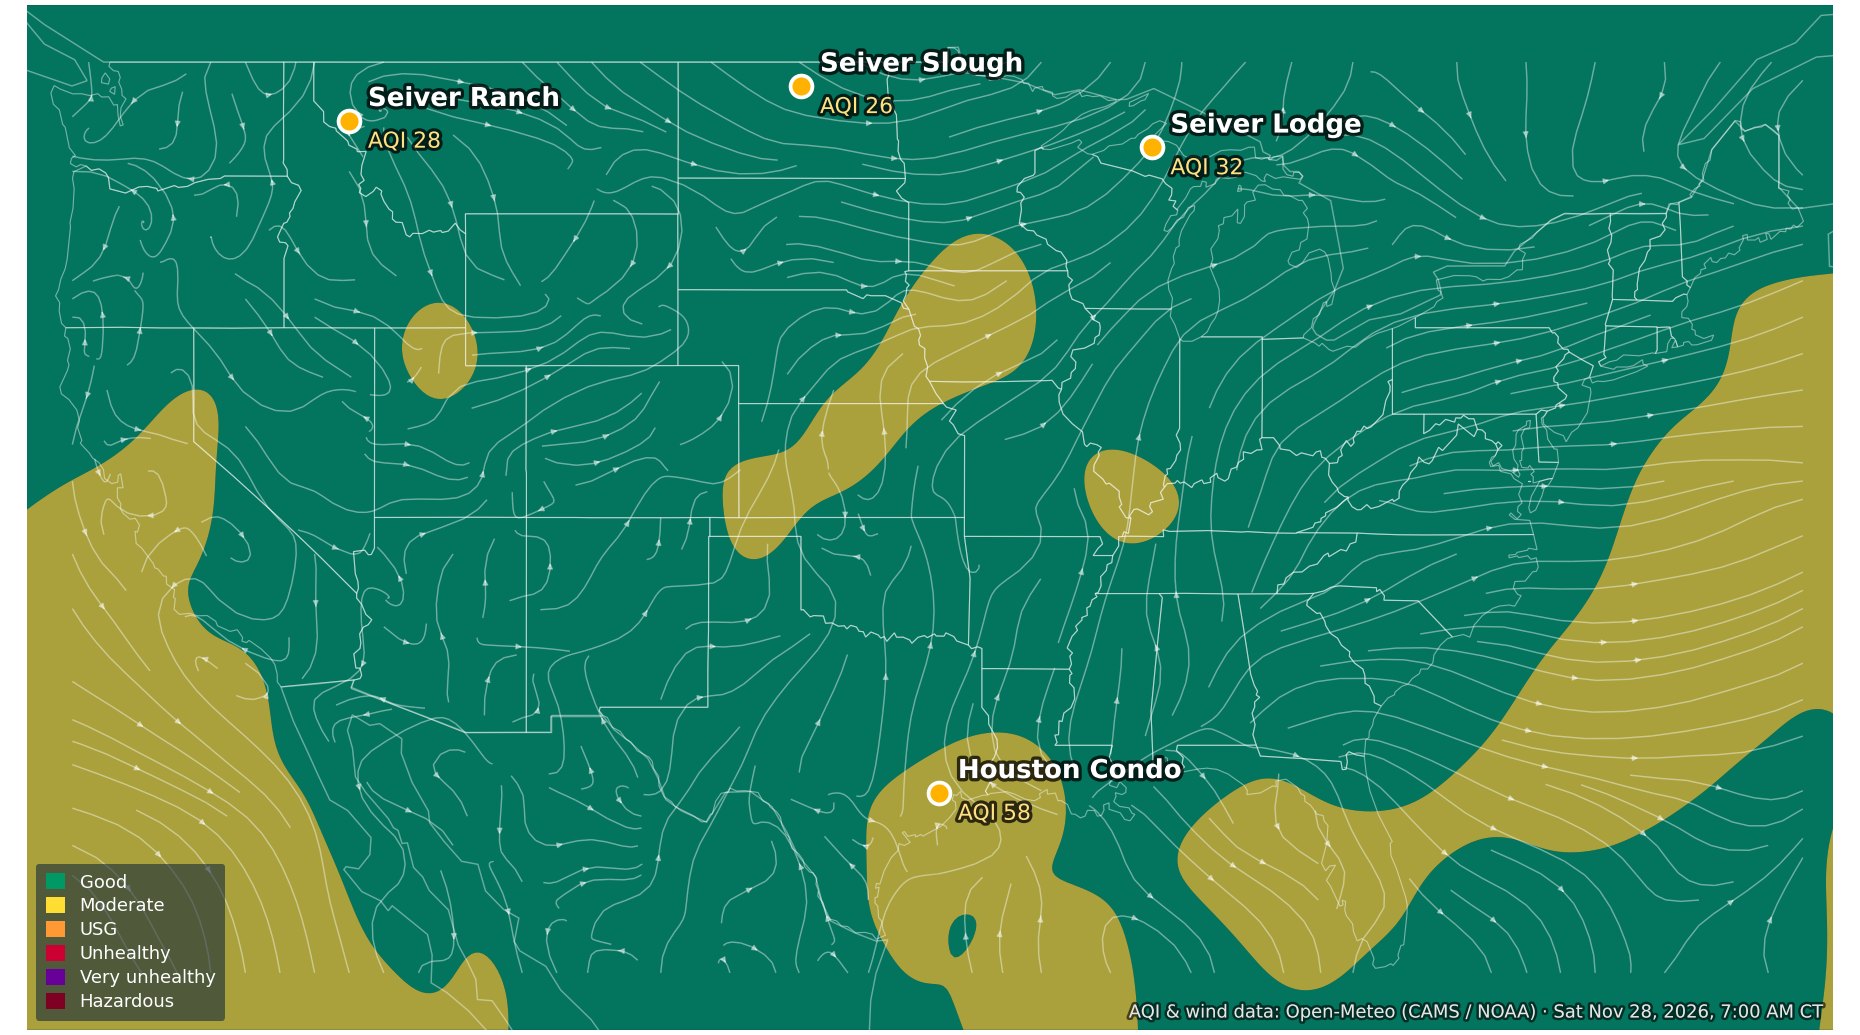 Seiver Slough
AQI 26
Seiver Ranch
AQI 28
Seiver Lodge
AQI 32
Houston Condo
AQI 58
Good
Moderate
USG
Unhealthy
Very unhealthy
Hazardous
AQI & wind data: Open-Meteo (CAMS / NOAA) · Sat Nov 28, 2026, 7:00 AM CT